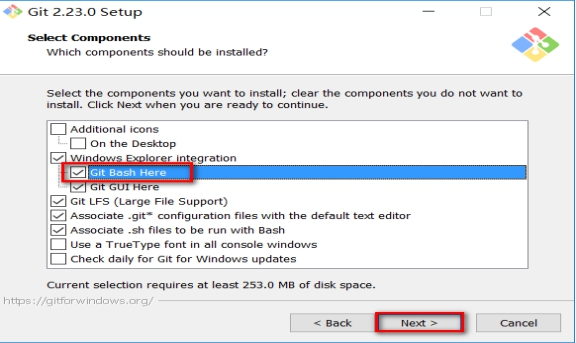 Git 2.23.0 Setup
Select Components
Which components should be installed?
Select the components you want to install; clear the components you do not want to
install. Click Next when you are ready to continue.
Additional icons
On the Desktop
Windows Explorer integration
Git Bash Here
Git GUI Here
Git LFS (Large File Support)
Associate .git* configuration files with the default text editor
Associate .sh files to be run with Bash
Use a TrueType font in all console windows
Check daily for Git for Windows updates
Current selection requires at least 253.0 MB of disk space.
https://gitforwindows.org/
< Back
Next >
Cancel